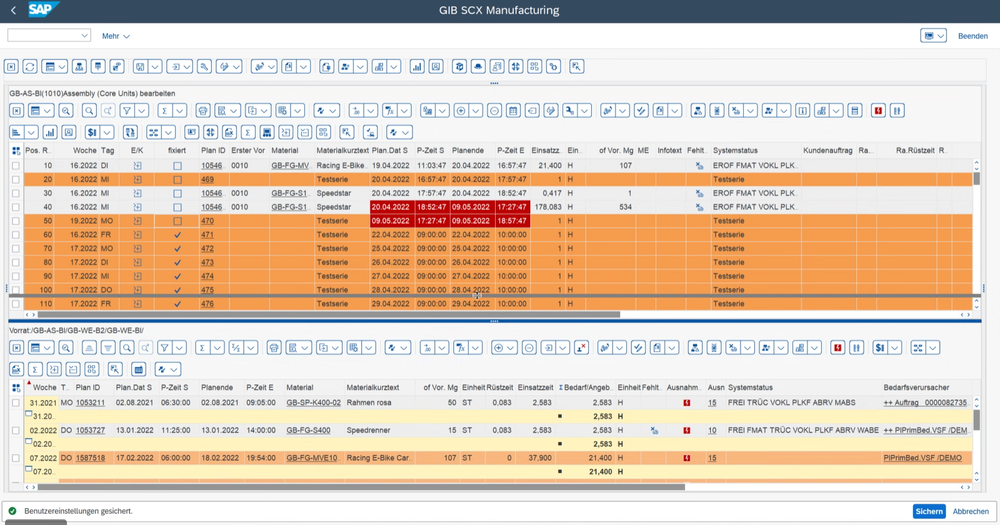 SAP GIB SCX Manufacturing
Mehr Beenden
GB-AS-BI(1010)Assembly (Core Units) bearbeiten
Pos. R.. Woche Tag E/K fixiert Plan ID Erster Vor Material Materialkurztext Plan.Dat S P-Zeit S Planende P-Zeit E Einsatzz.. Ein.. of Vor. Mg ME Infotext Fehlt.. Systemstatus Kundenauftrag Ra... Ra.Rüstzeit R..
10 16.2022 DI 10546.. 0010 GB-FG-MV.. Racing E-Bike.. 19.04.2022 11:03:47 20.04.2022 16:57:47 21,400 H 107 EROF FMAT VOKL PLK..
20 16.2022 MI 469 Testserie 20.04.2022 16:57:47 20.04.2022 17:57:47 1 H Testserie
30 16.2022 MI 10546.. 0010 GB-FG-S1.. Speedstar 20.04.2022 17:57:47 20.04.2022 18:52:47 0,417 H 1 EROF FMAT VOKL PLK..
40 16.2022 MI 10546.. 0010 GB-FG-S1.. Speedstar 20.04.2022 18:52:47 09.05.2022 17:27:47 178,083 H 534 EROF FMAT VOKL PLK..
50 19.2022 MO 470 Testserie 09.05.2022 17:27:47 09.05.2022 18:57:47 1 H Testserie
60 16.2022 FR 471 Testserie 22.04.2022 09:00:00 22.04.2022 10:00:00 1 H Testserie
70 17.2022 MO 472 Testserie 25.04.2022 09:00:00 25.04.2022 10:00:00 1 H Testserie
80 17.2022 DI 473 Testserie 26.04.2022 09:00:00 26.04.2022 10:00:00 1 H Testserie
90 17.2022 MI 474 Testserie 27.04.2022 09:00:00 27.04.2022 10:00:00 1 H Testserie
100 17.2022 DO 475 Testserie 28.04.2022 09:00:00 28.04.2022 10:00:00 1 H Testserie
110 17.2022 FR 476 Testserie 29.04.2022 09:00:00 29.04.2022 10:00:00 1 H Testserie
Vorrat:/GB-AS-BI/GB-WE-B2/GB-WE-BI/
Woche T.. Plan ID Plan.Dat S P-Zeit S Planende P-Zeit E Material Materialkurztext of Vor. Mg Einheit Rüstzeit Einsatzzeit Σ Bedarf/Angeb.. Einheit Fehlt.. Ausnahm.. Ausn Systemstatus Bedarfsverursacher
31.2021 MO 1053211 02.08.2021 06:30:00 02.08.2021 09:05:00 GB-SP-K400-02 Rahmen rosa 50 ST 0,083 2,583 2,583 H 15 FREI TRÜC VOKL PLKF ABRV MABS ++ Auftrag 0000082735..
31.20.. ▪ 2,583 H
02.2022 DO 1053727 13.01.2022 11:25:00 13.01.2022 14:00:00 GB-FG-S400 Speedrenner 15 ST 0,083 2,583 2,583 H 10 FREI FMAT TRÜC VOKL PLKF ABRV WABE ++ PlPrimBed.VSF /DEM..
02.20.. ▪ 2,583 H
07.2022 DO 1587518 17.02.2022 06:00:00 18.02.2022 19:54:00 GB-FG-MVE10.. Racing E-Bike Car.. 107 ST 0 37,900 21,400 H 15 PlPrimBed.VSF /DEMO
07.20.. ▪ 21,400 H
Benutzereinstellungen gesichert. Sichern Abbrechen